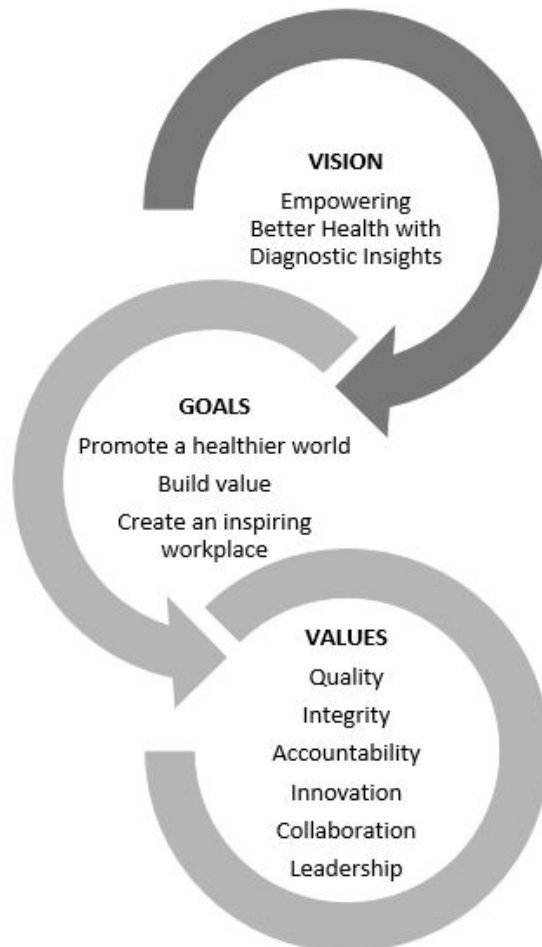 VISION
Empowering
Better Health with
Diagnostic Insights
GOALS
Promote a healthier world
Build value
Create an inspiring
workplace
VALUES
Quality
Integrity
Accountability
Innovation
Collaboration
Leadership